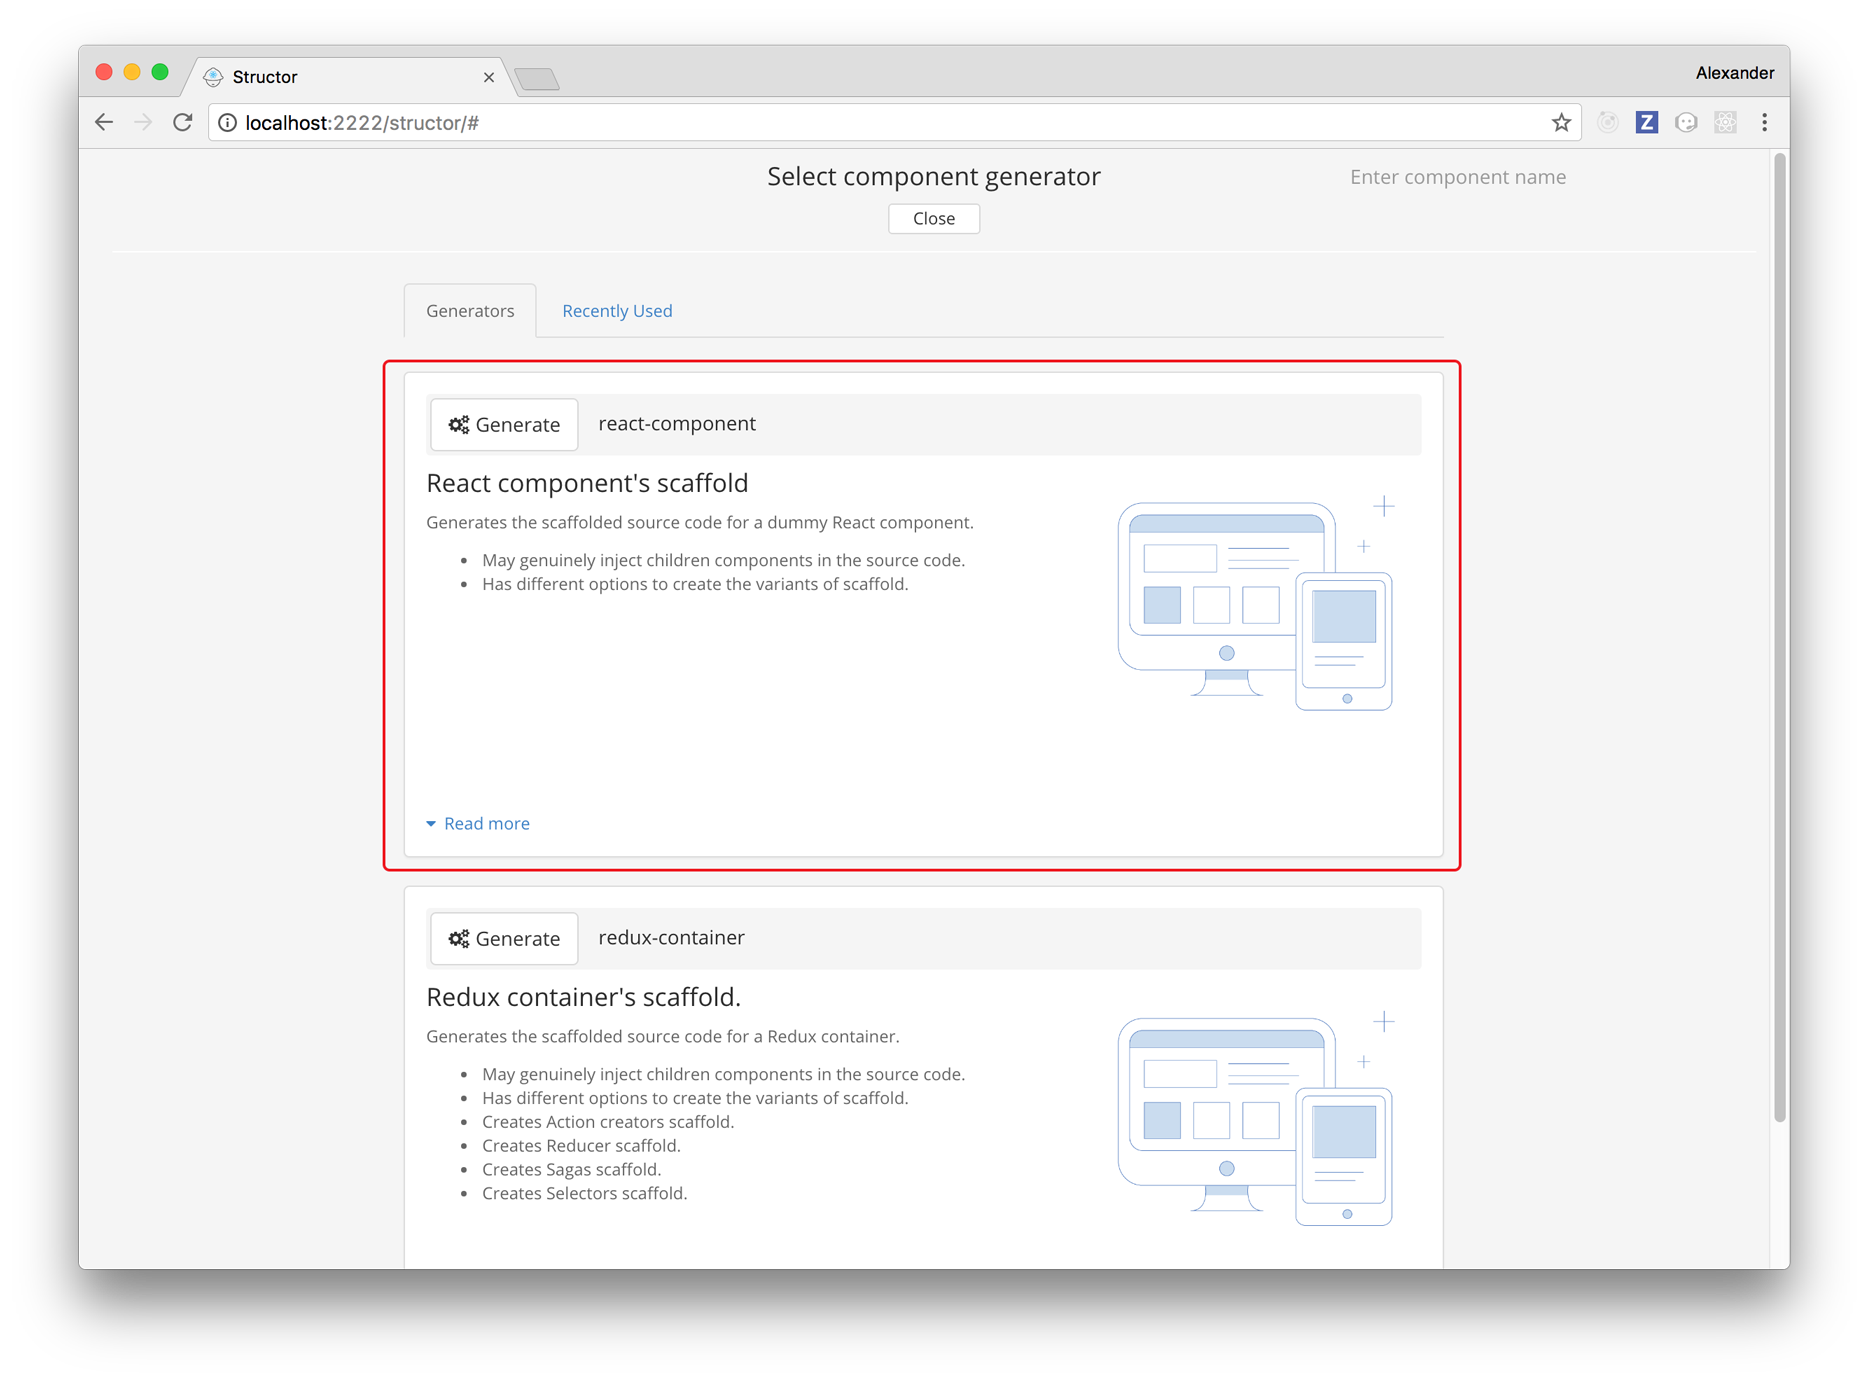 Structor
Alexander
localhost:2222/structor/#
Z
Select component generator
Enter component name
Close
Generators
Recently Used
Generate
react-component
React component's scaffold
Generates the scaffolded source code for a dummy React component.
May genuinely inject children components in the source code.
Has different options to create the variants of scaffold.
Read more
Generate
redux-container
Redux container's scaffold.
Generates the scaffolded source code for a Redux container.
May genuinely inject children components in the source code.
Has different options to create the variants of scaffold.
Creates Action creators scaffold.
Creates Reducer scaffold.
Creates Sagas scaffold.
Creates Selectors scaffold.